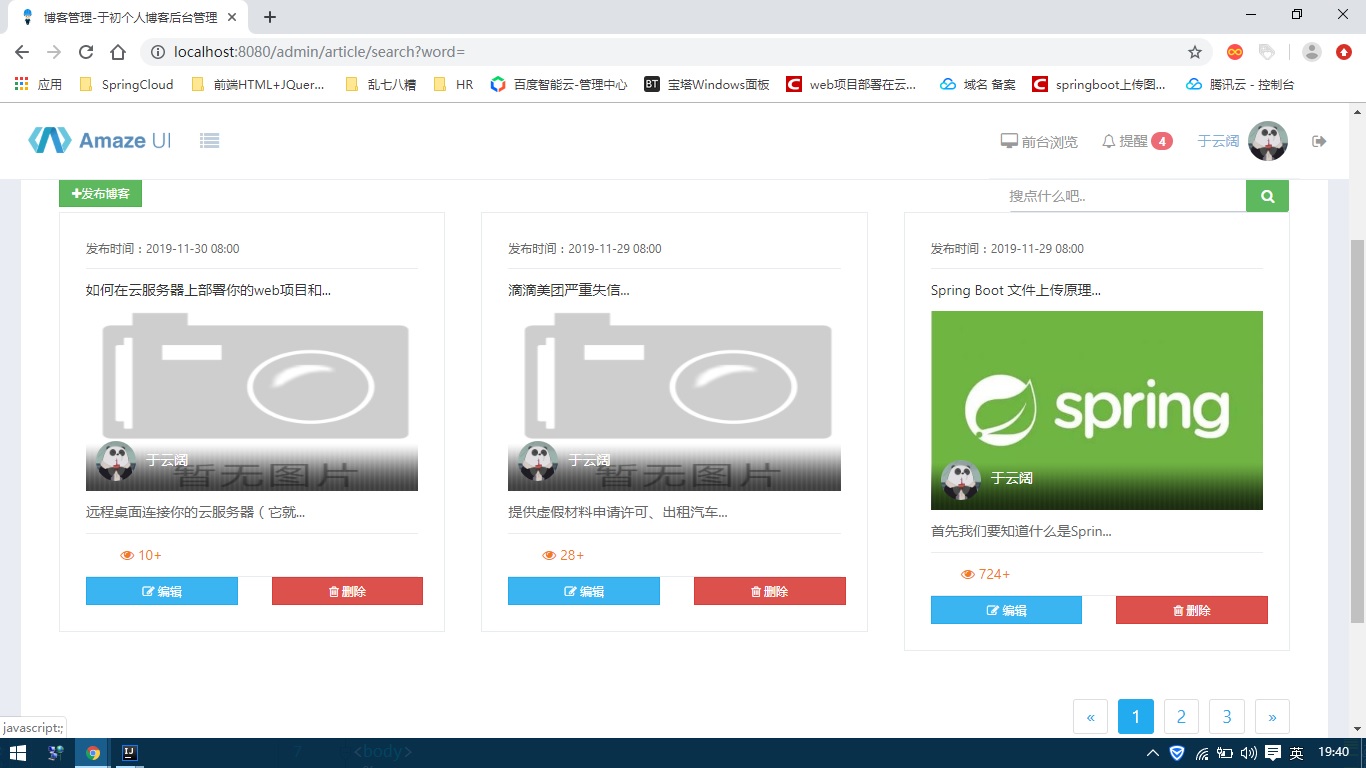 博客管理-于初个人博客后台管理
localhost:8080/admin/article/search?word=
应用 SpringCloud 前端HTML+JQuer... 乱七八糟 HR 百度智能云-管理中心 BT 宝塔Windows面板 web项目部署在云... 域名 备案 springboot上传图... 腾讯云 - 控制台
Amaze UI 前台浏览 提醒 4 于云阔
发布博客 搜点什么吧..
发布时间：2019-11-30 08:00
如何在云服务器上部署你的web项目和...
暂无图片
于云阔
远程桌面连接你的云服务器（它就...
10+
编辑 删除
发布时间：2019-11-29 08:00
滴滴美团严重失信...
暂无图片
于云阔
提供虚假材料申请许可、出租汽车...
28+
编辑 删除
发布时间：2019-11-29 08:00
Spring Boot 文件上传原理...
spring
于云阔
首先我们要知道什么是Sprin...
724+
编辑 删除
« 1 2 3 »
javascript:;
<body>
英 19:40